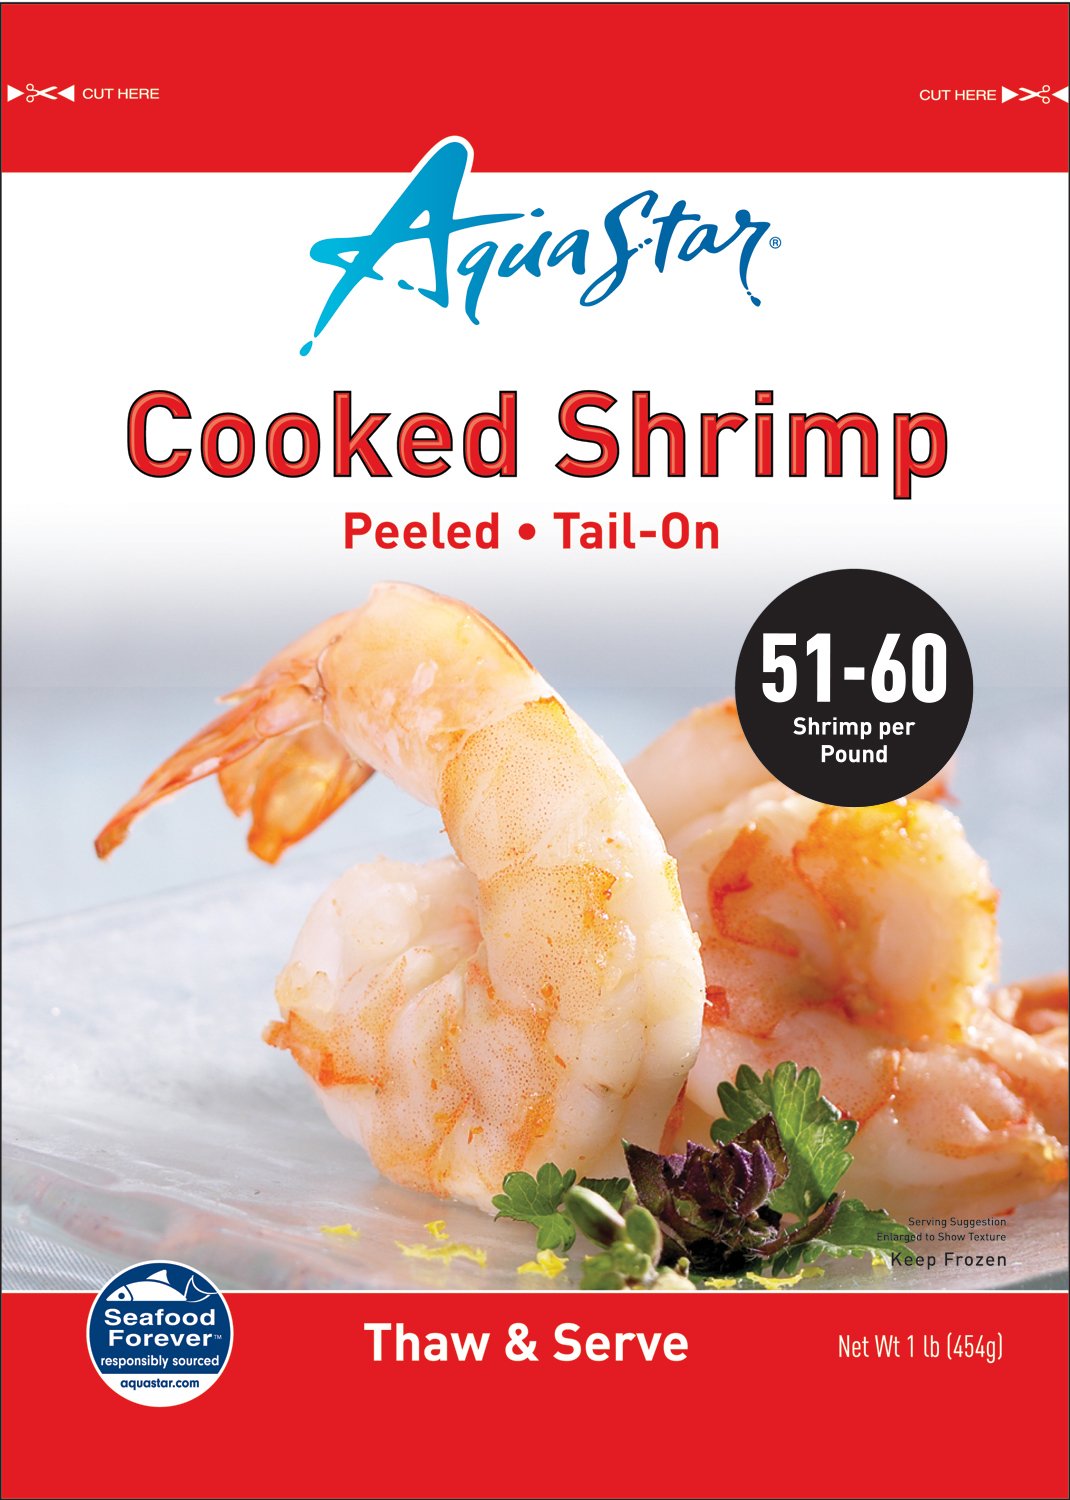 CUT HERE
CUT HERE
AquaStar®
Cooked Shrimp
Peeled • Tail-On
51-60
Shrimp per
Pound
Serving Suggestion
Enlarged to Show Texture
Keep Frozen
Seafood
Forever™
responsibly sourced
aquastar.com
Thaw & Serve
Net Wt 1 lb (454g)